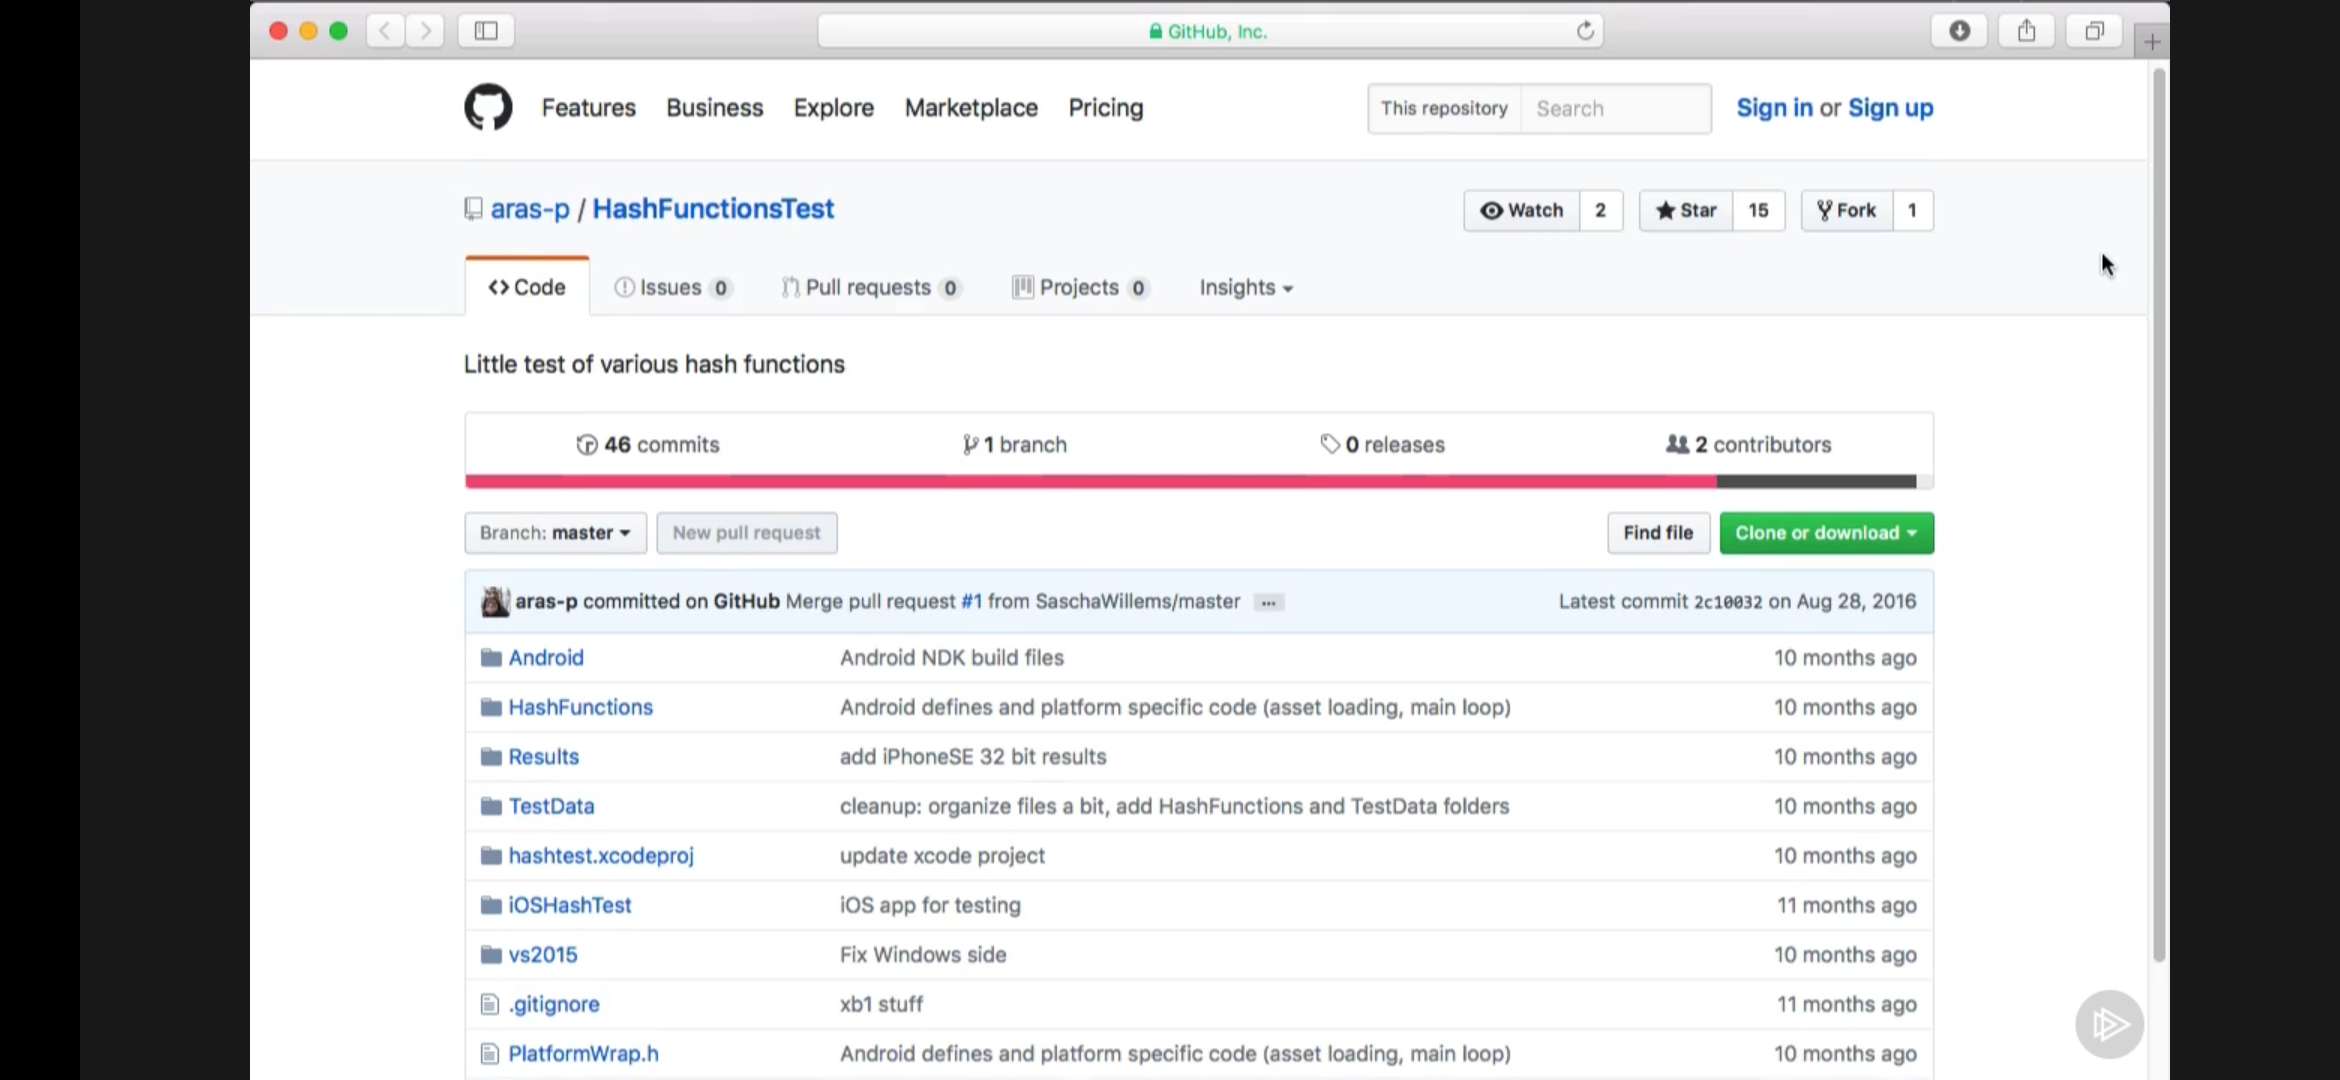 GitHub, Inc.
Features Business Explore Marketplace Pricing This repository Search Sign in or Sign up
aras-p / HashFunctionsTest Watch 2 Star 15 Fork 1
Code Issues 0 Pull requests 0 Projects 0 Insights
Little test of various hash functions
46 commits 1 branch 0 releases 2 contributors
Branch: master New pull request Find file Clone or download
aras-p committed on GitHub Merge pull request #1 from SaschaWillems/master ... Latest commit 2c10032 on Aug 28, 2016
Android Android NDK build files 10 months ago
HashFunctions Android defines and platform specific code (asset loading, main loop) 10 months ago
Results add iPhoneSE 32 bit results 10 months ago
TestData cleanup: organize files a bit, add HashFunctions and TestData folders 10 months ago
hashtest.xcodeproj update xcode project 10 months ago
iOSHashTest iOS app for testing 11 months ago
vs2015 Fix Windows side 10 months ago
.gitignore xb1 stuff 11 months ago
PlatformWrap.h Android defines and platform specific code (asset loading, main loop) 10 months ago